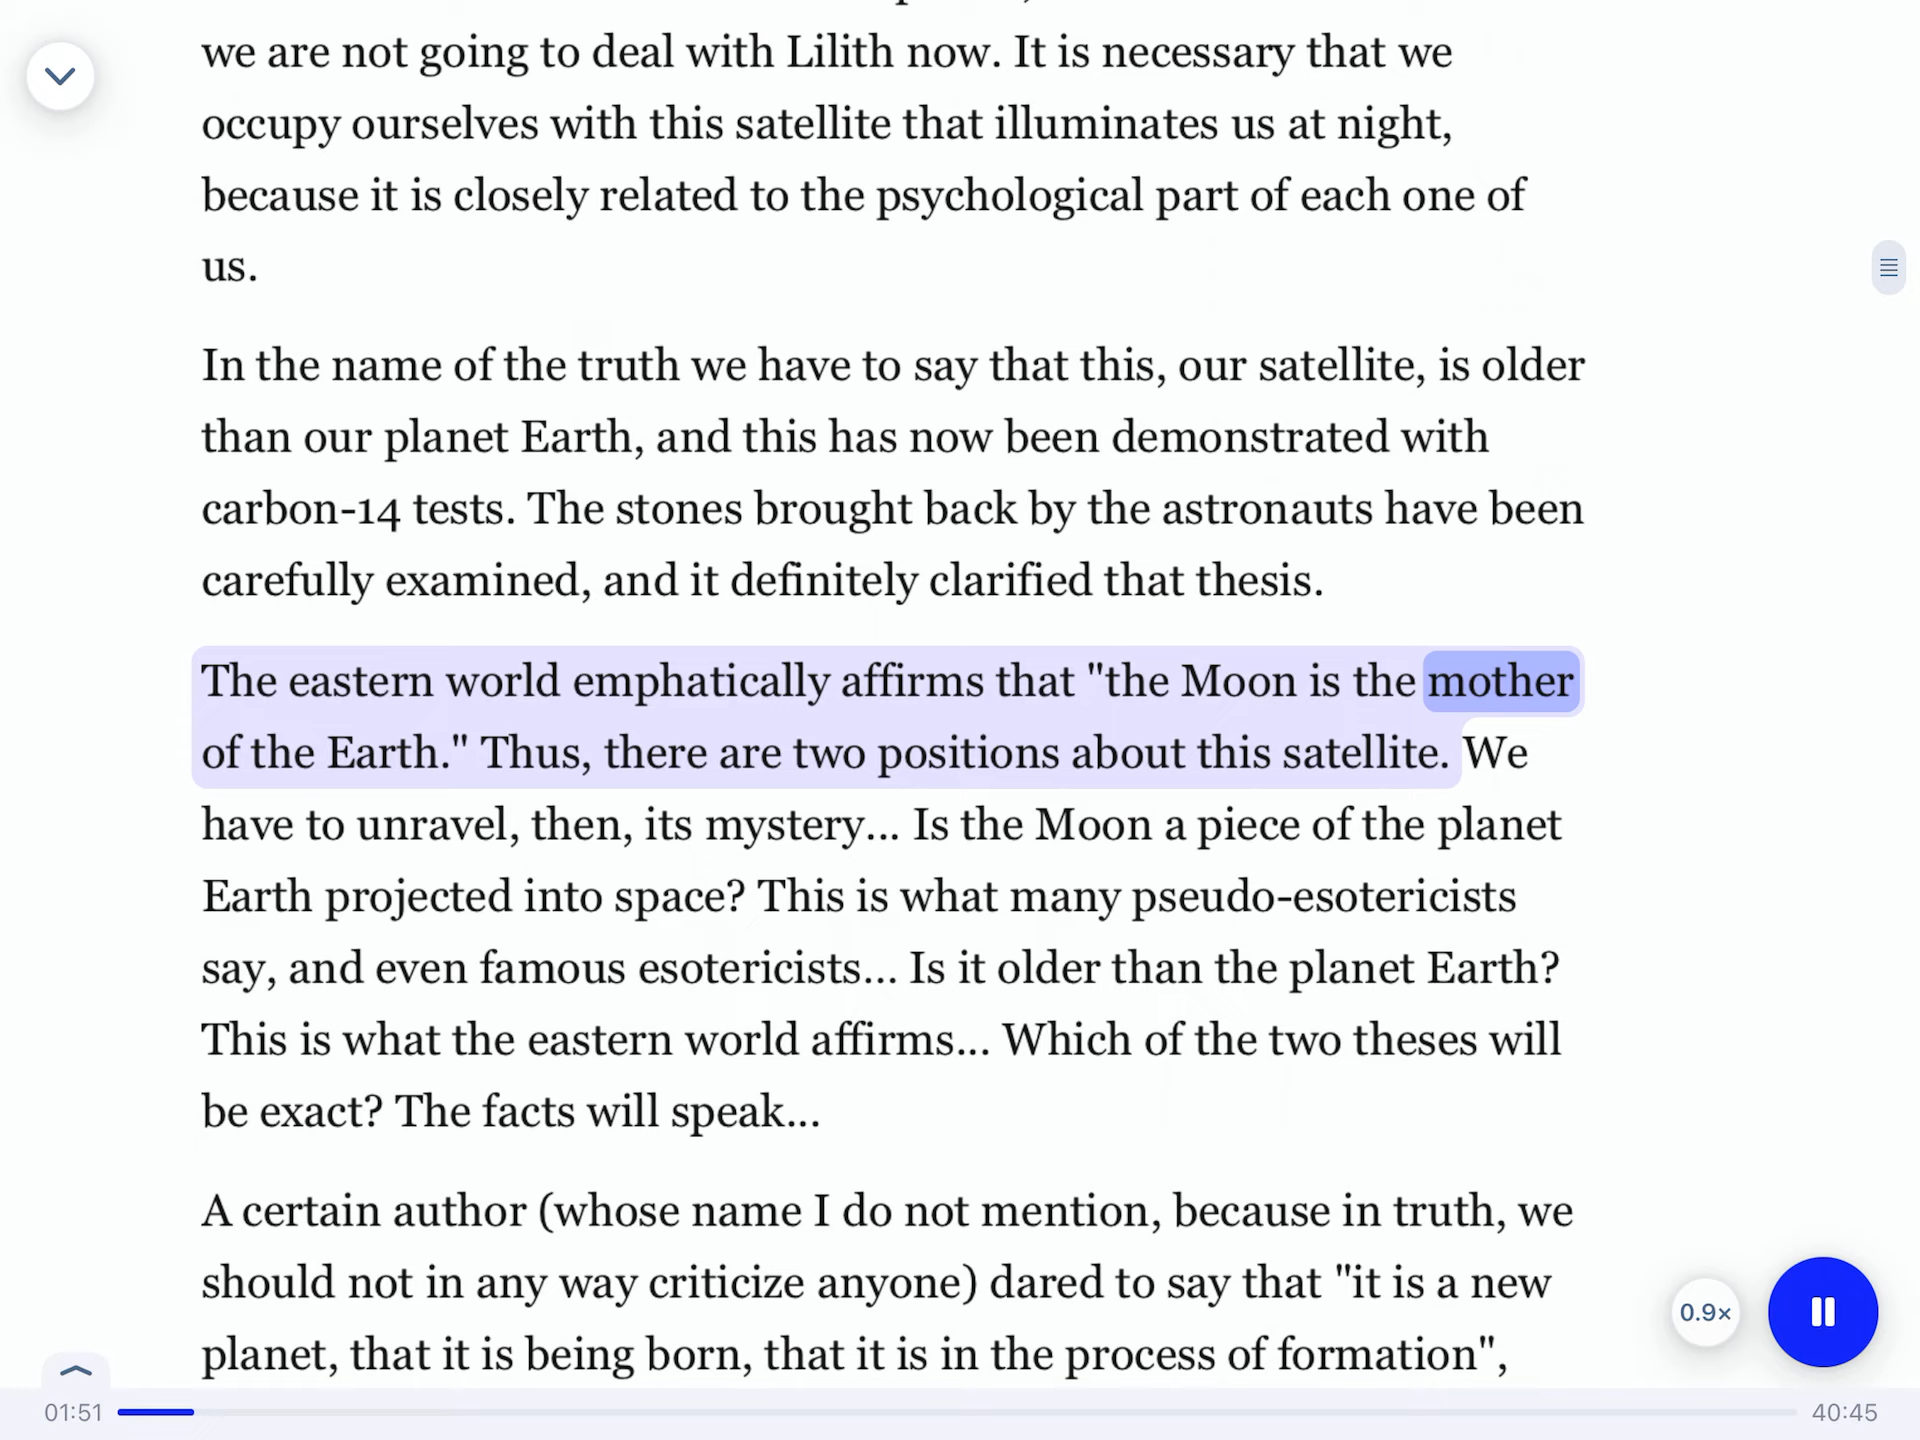 we are not going to deal with Lilith now. It is necessary that we
occupy ourselves with this satellite that illuminates us at night,
because it is closely related to the psychological part of each one of
us.
In the name of the truth we have to say that this, our satellite, is older
than our planet Earth, and this has now been demonstrated with
carbon-14 tests. The stones brought back by the astronauts have been
carefully examined, and it definitely clarified that thesis.
The eastern world emphatically affirms that "the Moon is the mother
of the Earth." Thus, there are two positions about this satellite. We
have to unravel, then, its mystery... Is the Moon a piece of the planet
Earth projected into space? This is what many pseudo-esotericists
say, and even famous esotericists... Is it older than the planet Earth?
This is what the eastern world affirms... Which of the two theses will
be exact? The facts will speak...
A certain author (whose name I do not mention, because in truth, we
should not in any way criticize anyone) dared to say that "it is a new
planet, that it is being born, that it is in the process of formation",
0.9×
01:51
40:45